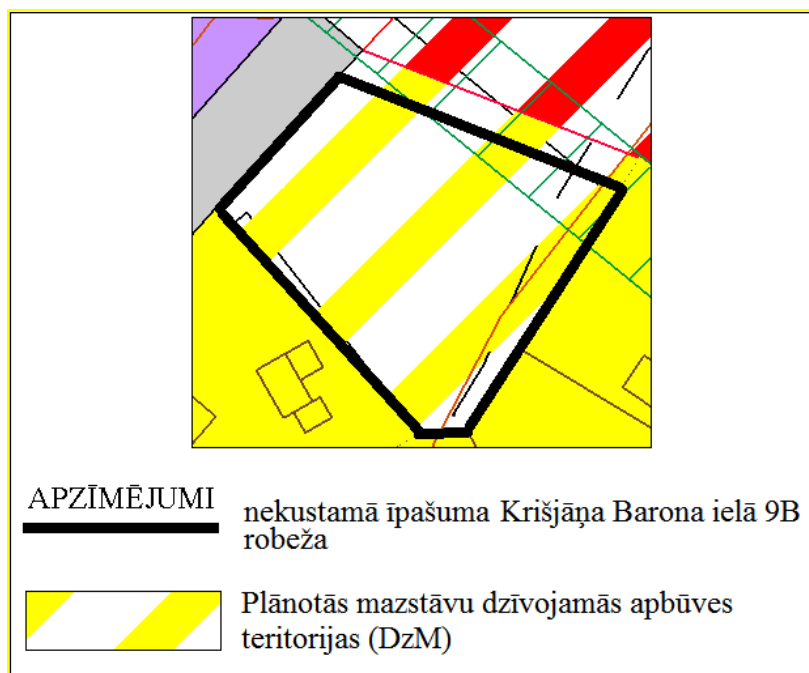 APZĪMĒJUMI
nekustamā īpašuma Krišjāņa Barona ielā 9B
robeža
Plānotās mazstāvu dzīvojamās apbūves
teritorijas (DzM)